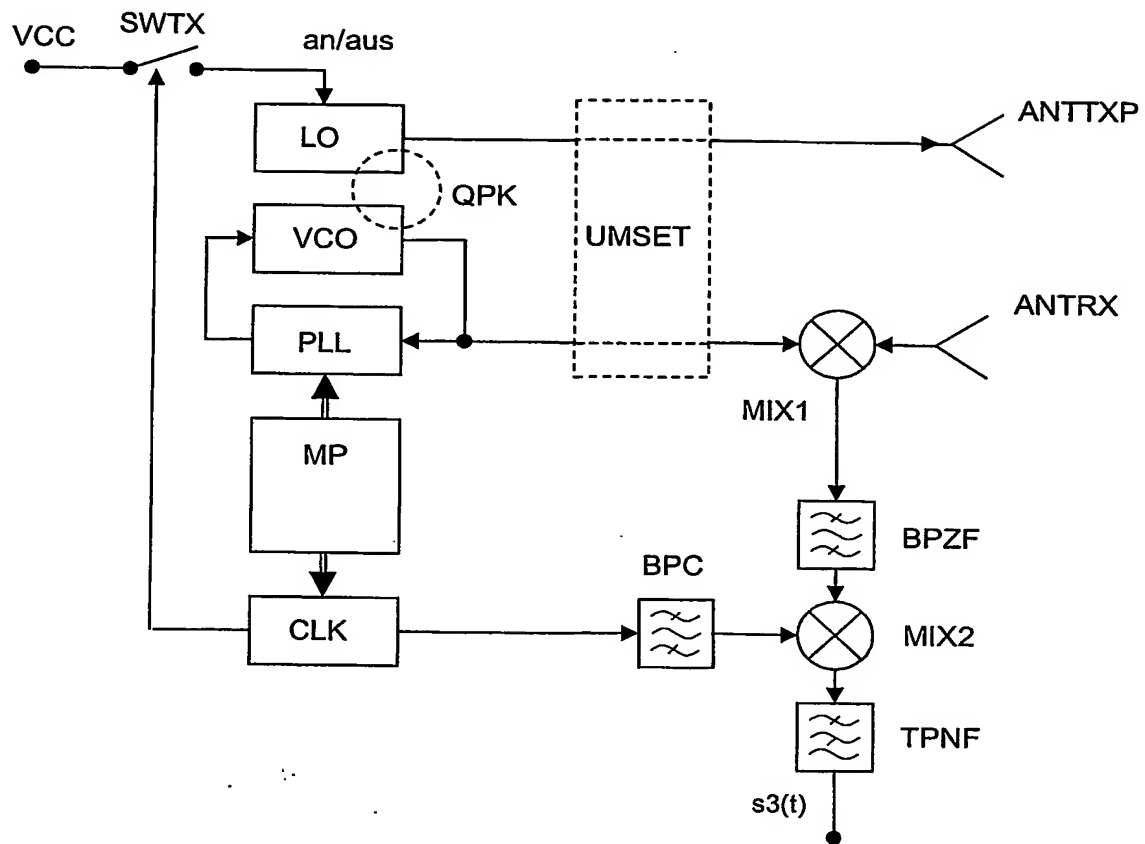 SWTX
VCC
an/aus
LO
ANTTXP
QPK
VCO
UMSET
PLL
ANTRX
MIX1
MP
BPZF
BPC
CLK
MIX2
TPNF
s3(t)